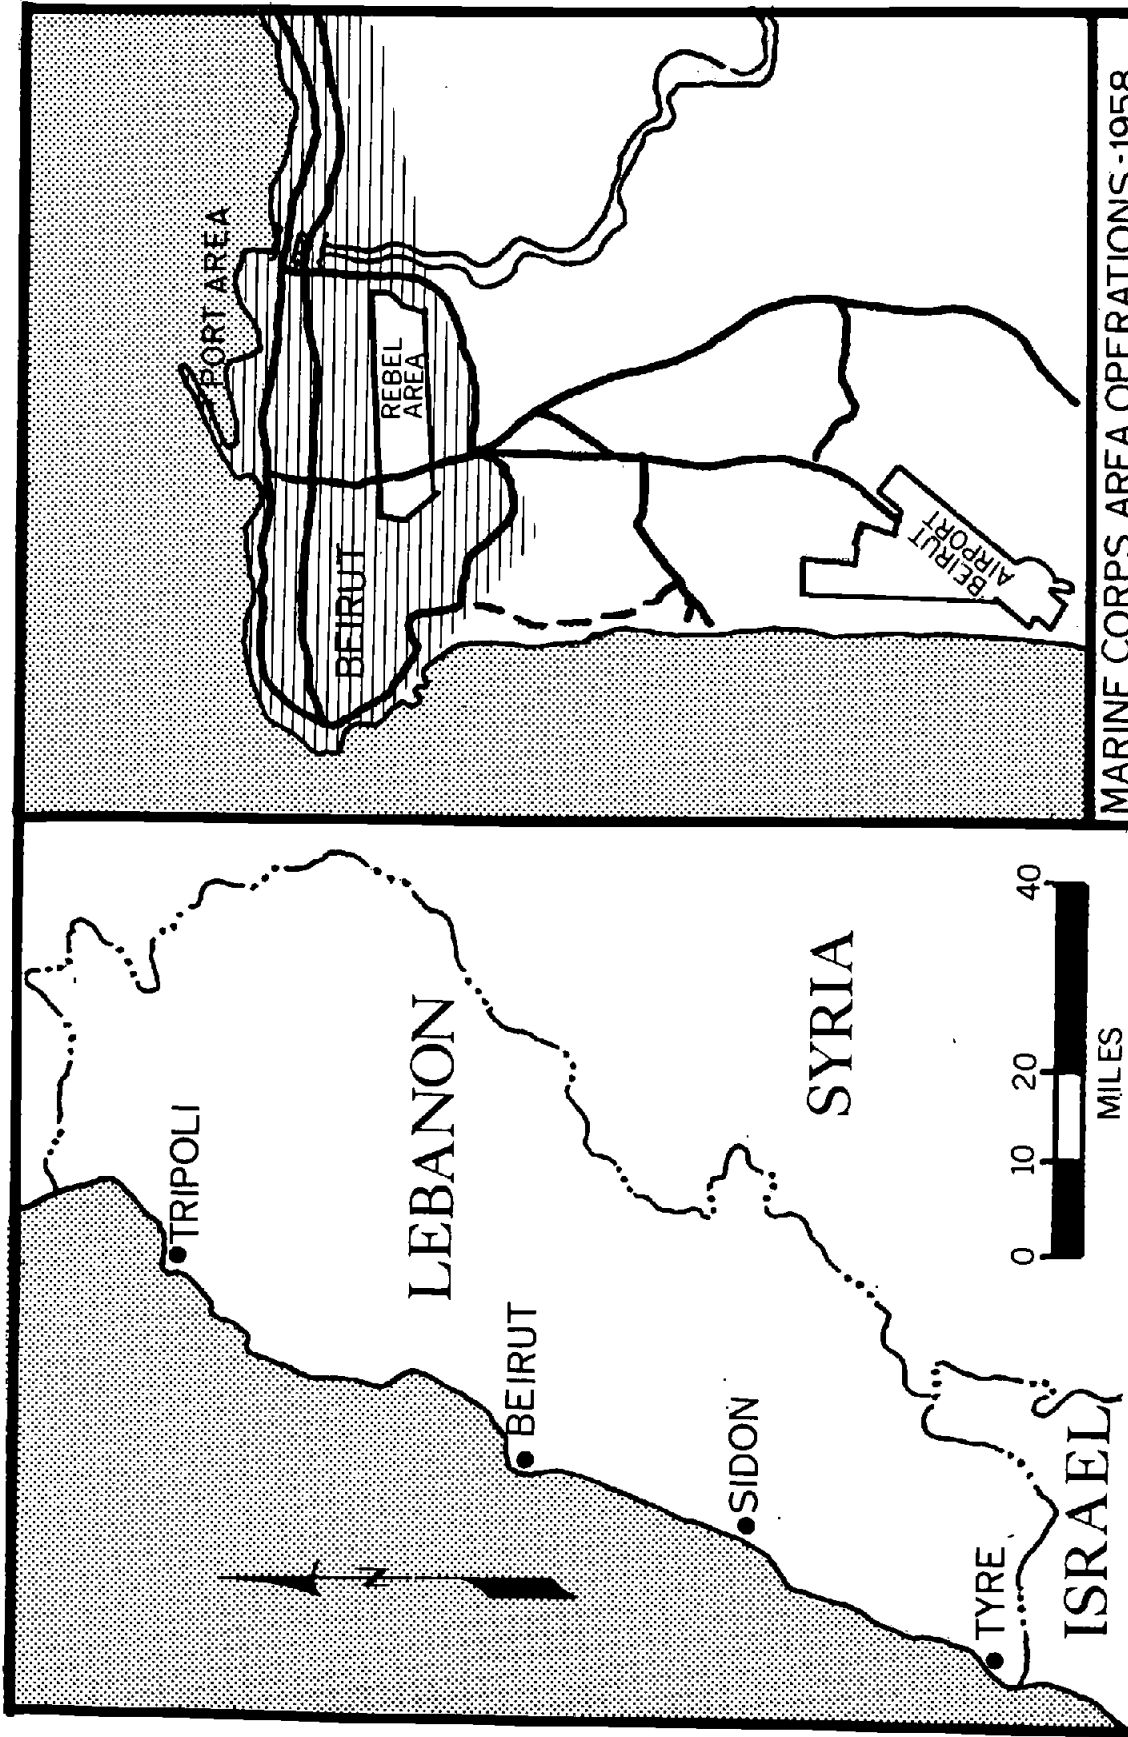 TRIPOLI
LEBANON
BEIRUT
SYRIA
SIDON
TYRE
ISRAEL
N
0 10 20 40
MILES
PORT AREA
BEIRUT
REBEL
AREA
BEIRUT
AIRPORT
MARINE CORPS AREA OPERATIONS-1958